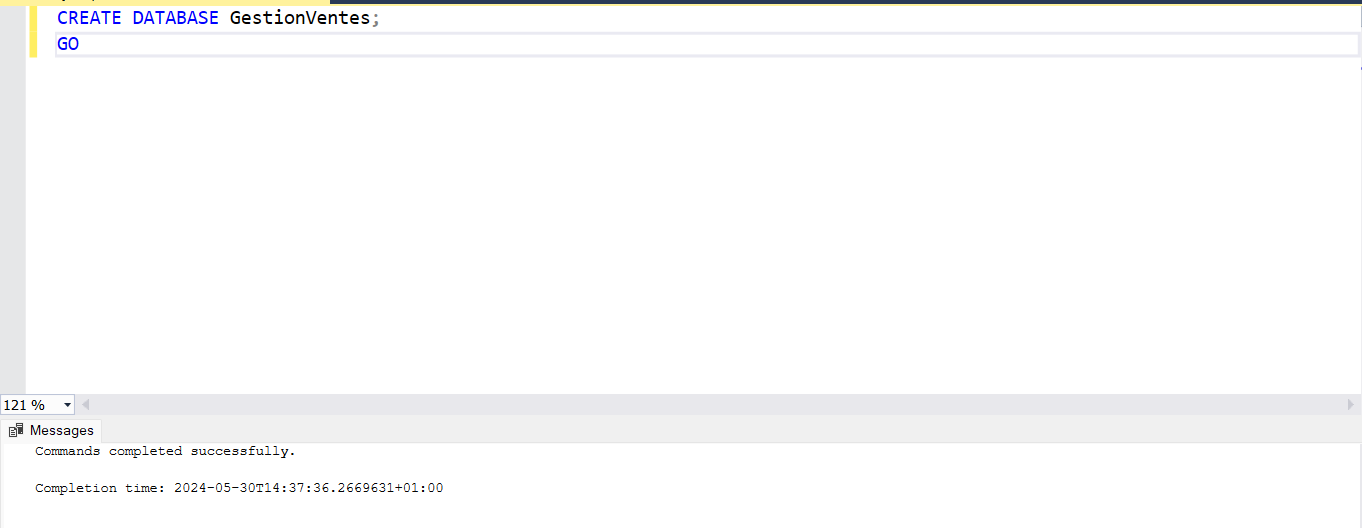 CREATE DATABASE GestionVentes;
GO
121 %
Messages
Commands completed successfully.
Completion time: 2024-05-30T14:37:36.2669631+01:00